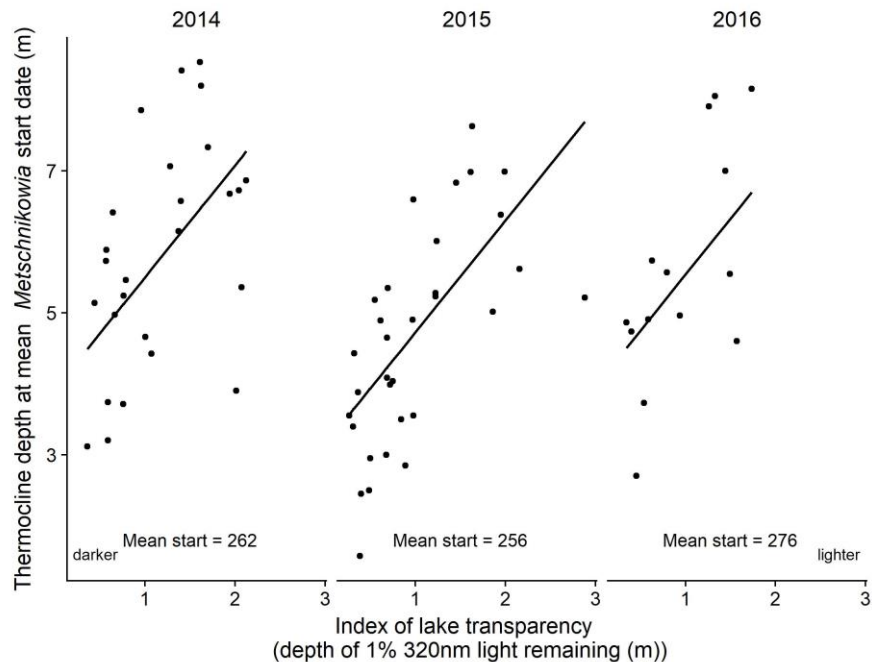 2014 2015 2016
Thermocline depth at mean Metschnikowia start date (m)
7
5
3
Mean start = 262
Mean start = 256
Mean start = 276
darker
lighter
1 2 3 1 2 3 1 2 3
Index of lake transparency
(depth of 1% 320nm light remaining (m))